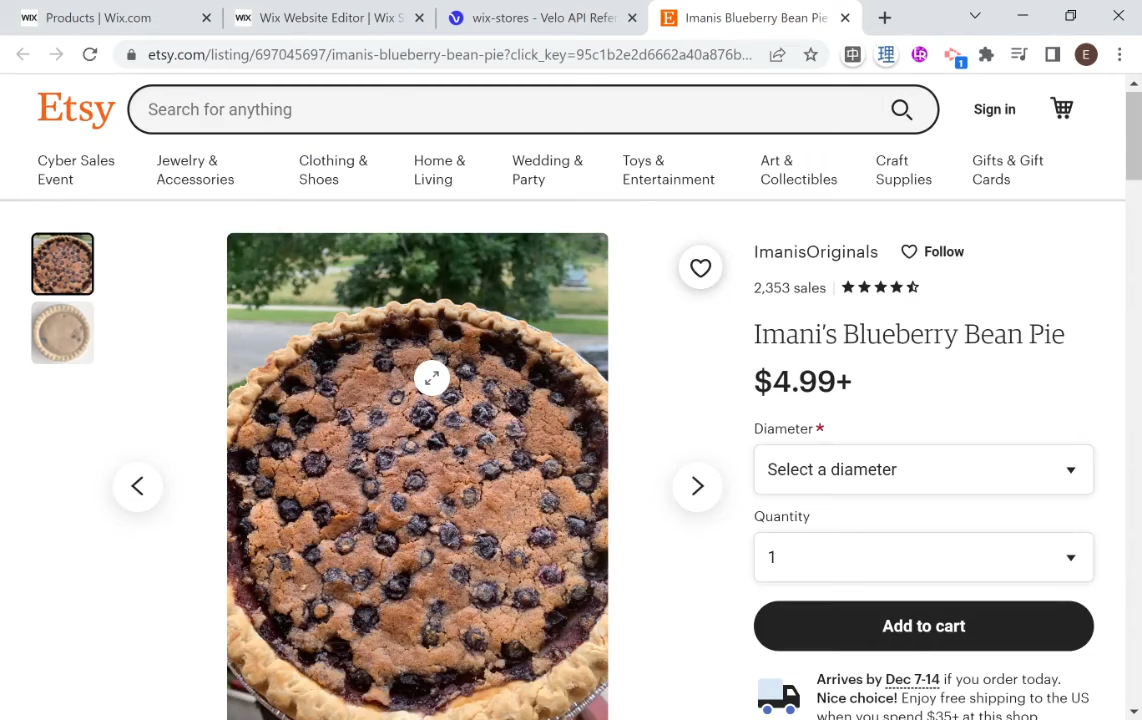 WIX Products | Wix.com
WIX Wix Website Editor | Wix S
wix-stores - Velo API Refer
E Imanis Blueberry Bean Pie
etsy.com/listing/697045697/imanis-blueberry-bean-pie?click_key=95c1b2e2d6662a40a876b...
中
理
1
E
Etsy
Search for anything
Sign in
Cyber Sales
Event
Jewelry &
Accessories
Clothing &
Shoes
Home &
Living
Wedding &
Party
Toys &
Entertainment
Art &
Collectibles
Craft
Supplies
Gifts & Gift
Cards
ImanisOriginals
Follow
2,353 sales
Imani's Blueberry Bean Pie
$4.99+
Diameter *
Select a diameter
Quantity
1
Add to cart
Arrives by Dec 7-14 if you order today.
Nice choice! Enjoy free shipping to the US
when you spend $35+ at this shop.